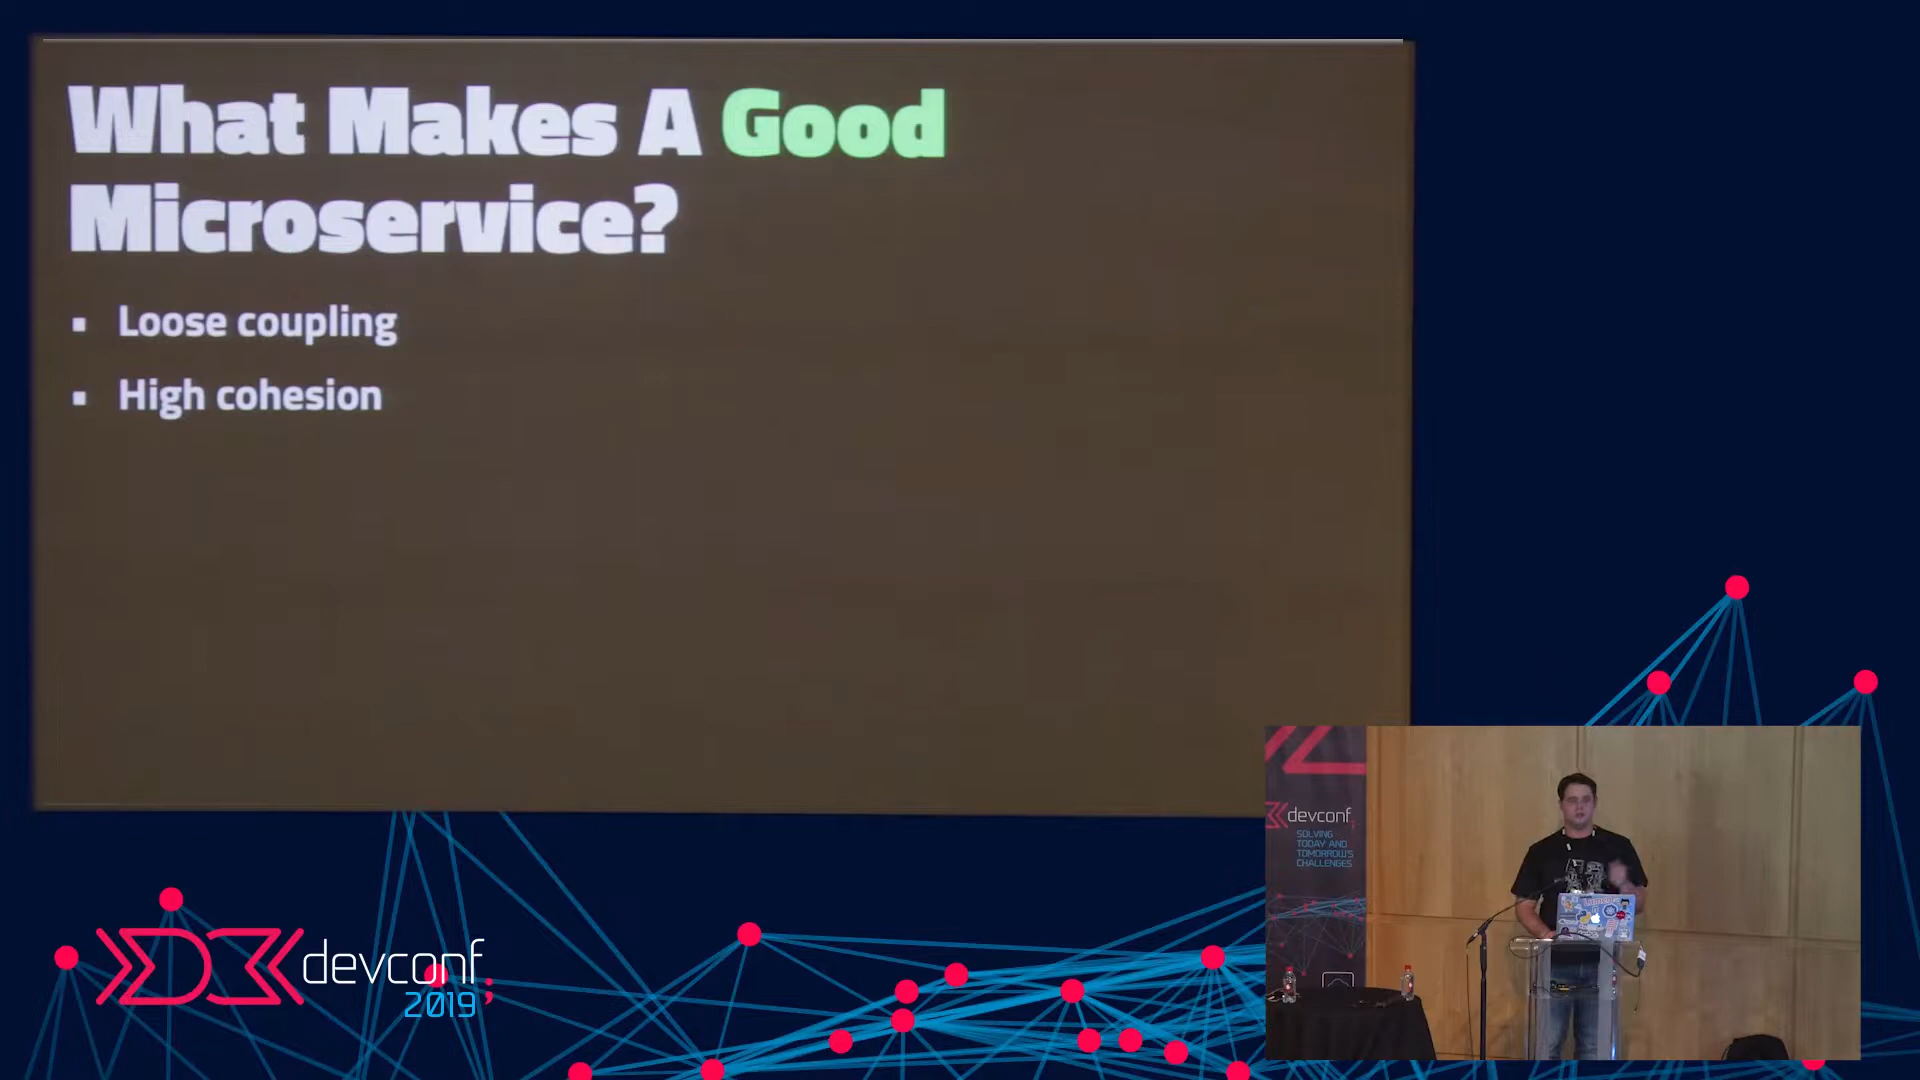 What Makes A Good
Microservice?
▪ Loose coupling
▪ High cohesion
devconf;
2019
devconf;
SOLVING
TODAY AND
TOMORROW'S
CHALLENGES